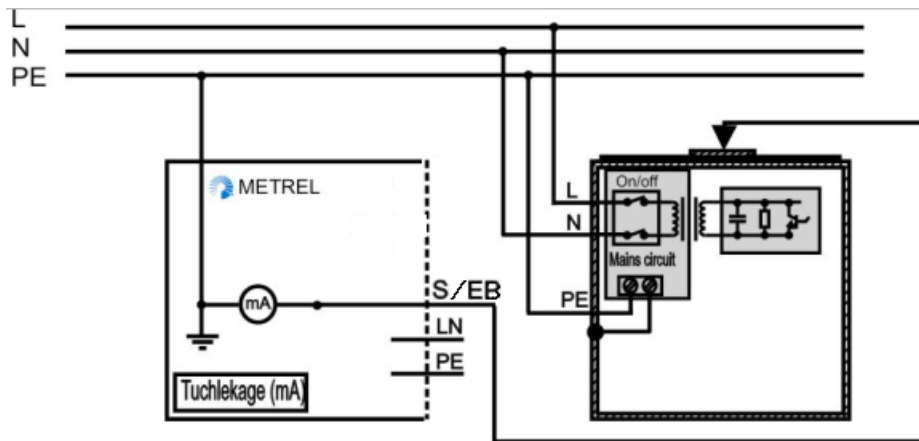 L
N
PE
METREL
On/off
L
N
Mains circuit
S/EB
PE
mA
LN
PE
Tuchlekage (mA)